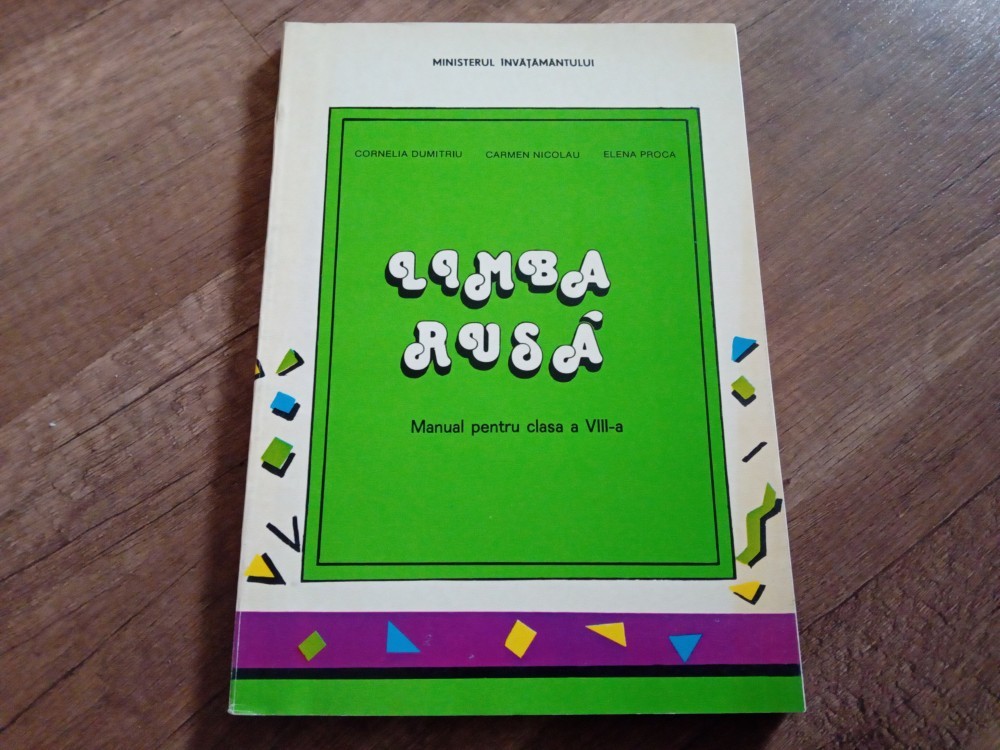 MINISTERUL ÎNVĂȚĂMÂNTULUI
CORNELIA DUMITRIU CARMEN NICOLAU ELENA PROCA
LIMBA
RUSĂ
Manual pentru clasa a VIII-a